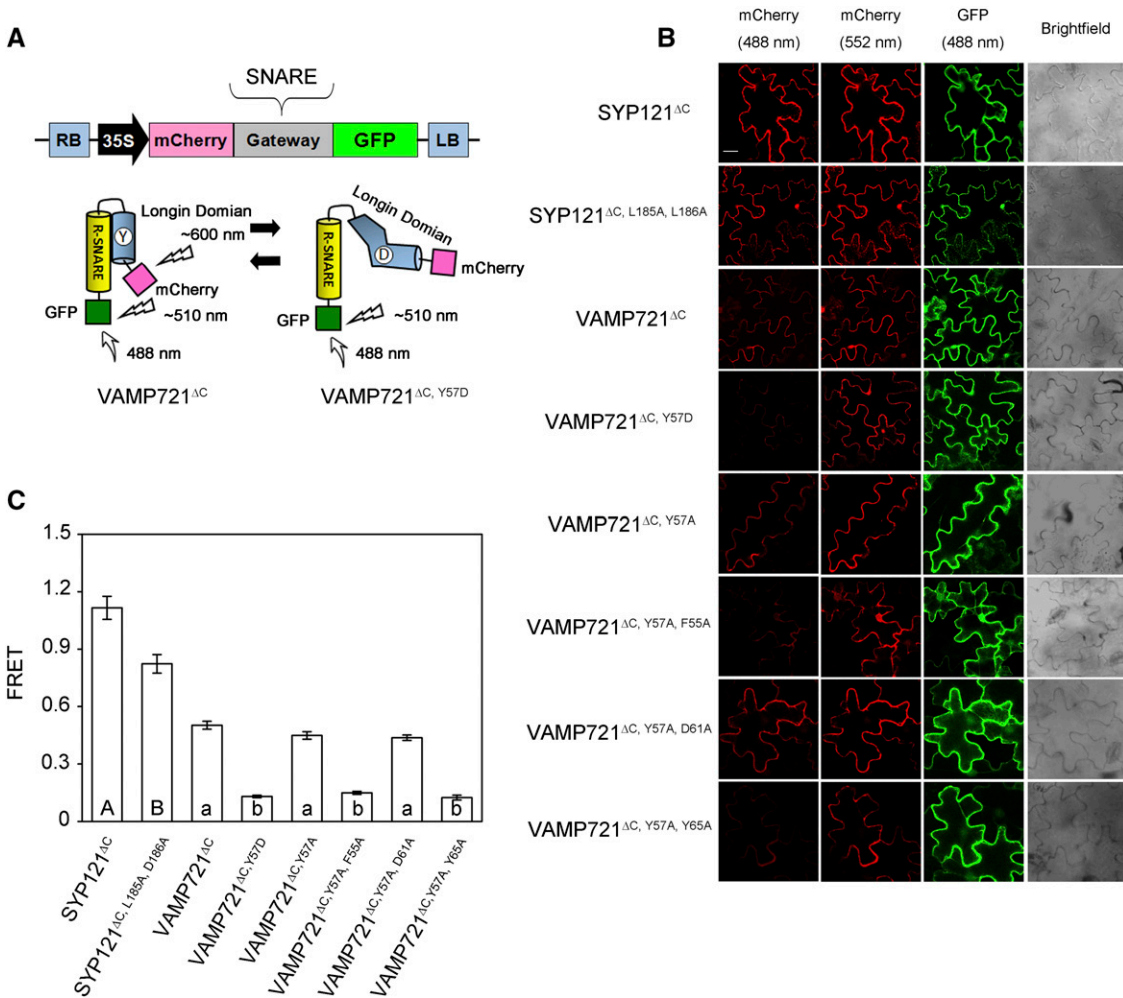 A
SNARE
RB
35S
mCherry
Gateway
GFP
LB
Longin Domian
R-SNARE
Y
~600 nm
mCherry
GFP
~510 nm
488 nm
VAMP721ΔC
Longin Domian
R-SNARE
D
mCherry
GFP
~510 nm
488 nm
VAMP721ΔC, Y57D
B
mCherry
(488 nm)
mCherry
(552 nm)
GFP
(488 nm)
Brightfield
SYP121ΔC
SYP121ΔC, L185A, L186A
VAMP721ΔC
VAMP721ΔC, Y57D
VAMP721ΔC, Y57A
VAMP721ΔC, Y57A, F55A
VAMP721ΔC, Y57A, D61A
VAMP721ΔC, Y57A, Y65A
C
FRET
1.5
1.2
0.9
0.6
0.3
0
A
B
a
b
a
b
a
b
SYP121ΔC
SYP121ΔC, L185A, D186A
VAMP721ΔC
VAMP721ΔC,Y57D
VAMP721ΔC,Y57A
VAMP721ΔC,Y57A, F55A
VAMP721ΔC,Y57A, D61A
VAMP721ΔC,Y57A, Y65A